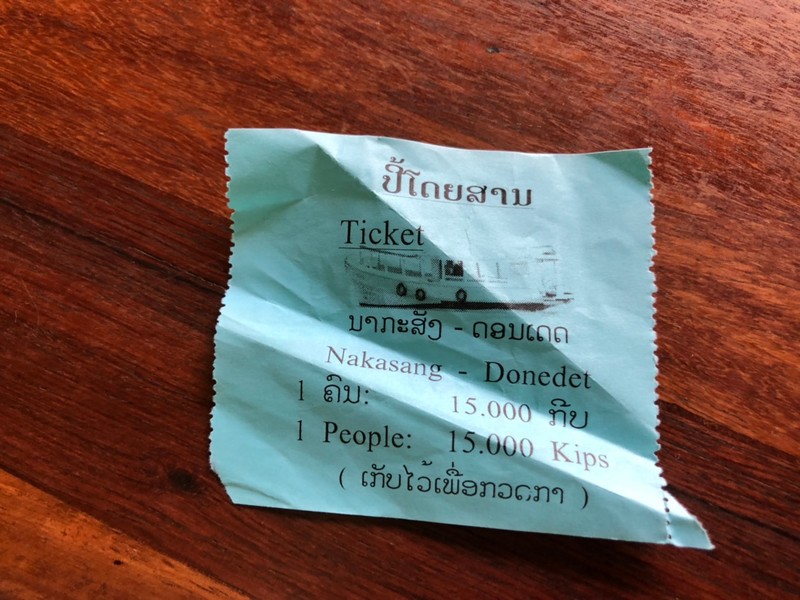 ປີ້ໂດຍສານ
Ticket
ນາກະສັງ - ດອນເດດ
Nakasang - Donedet
1 ຄົນ: 15.000 ກີບ
1 People: 15.000 Kips
( ເກັບໄວ້ເພື່ອກວດກາ )